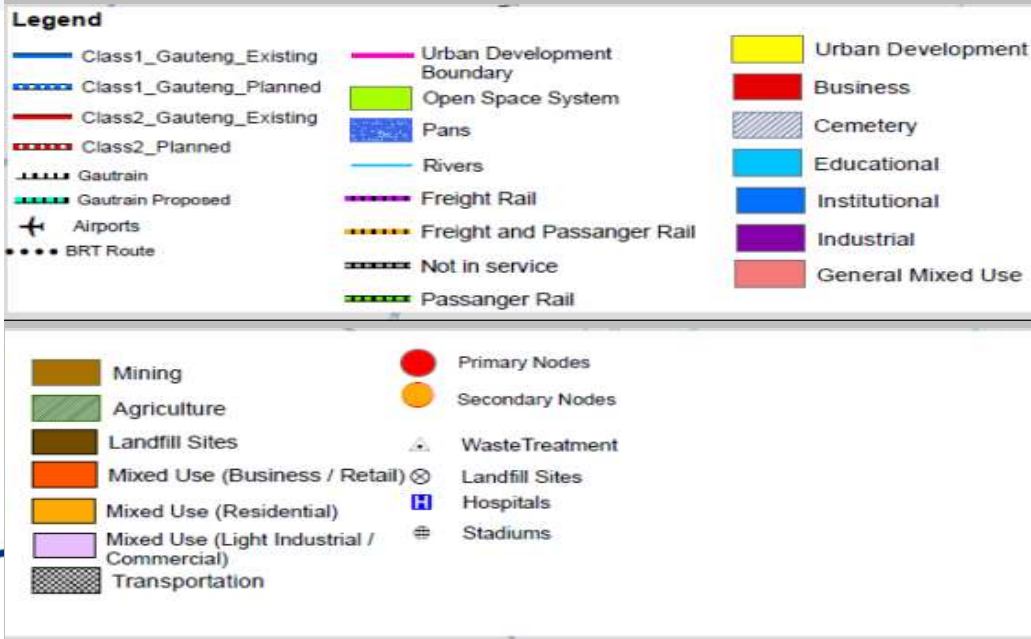 Legend
Class1_Gauteng_Existing
Class1_Gauteng_Planned
Class2_Gauteng_Existing
Class2_Planned
Gautrain
Gautrain Proposed
Airports
BRT Route
Urban Development
Boundary
Open Space System
Pans
Rivers
Freight Rail
Freight and Passanger Rail
Not in service
Passanger Rail
Urban Development
Business
Cemetery
Educational
Institutional
Industrial
General Mixed Use
Mining
Agriculture
Landfill Sites
Mixed Use (Business / Retail)
Mixed Use (Residential)
Mixed Use (Light Industrial /
Commercial)
Transportation
Primary Nodes
Secondary Nodes
WasteTreatment
Landfill Sites
H Hospitals
Stadiums